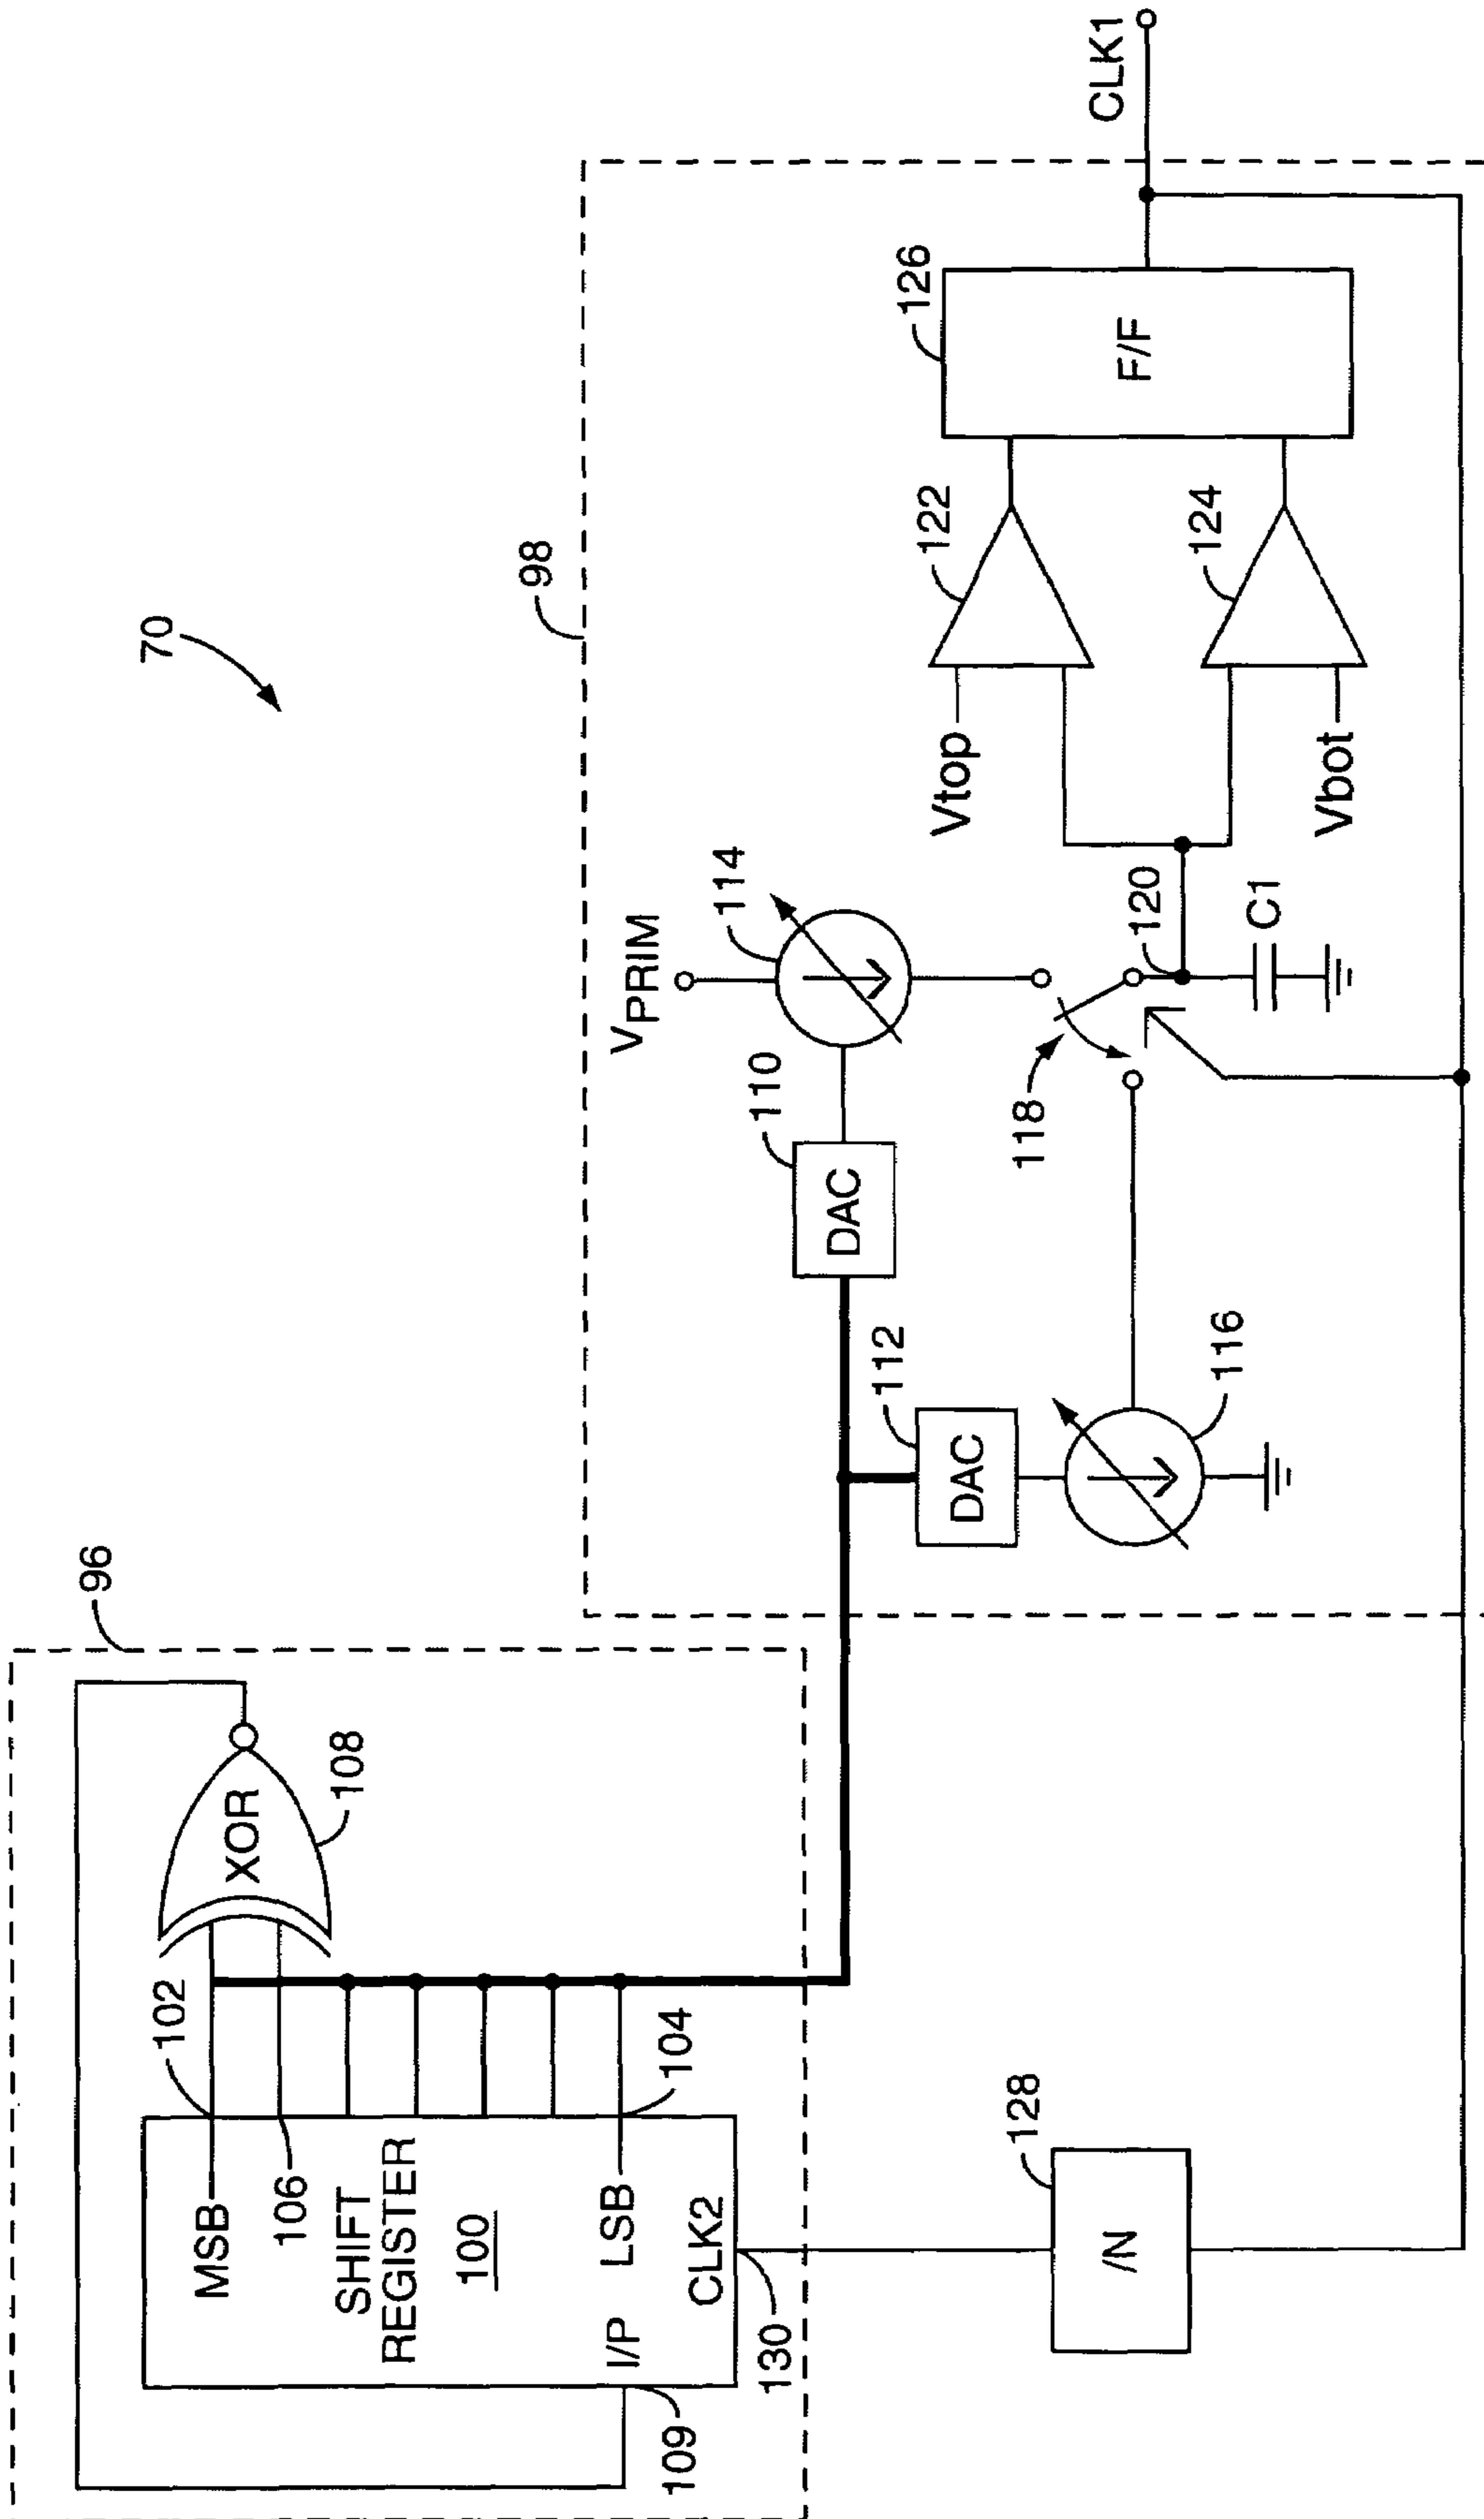 70
96
102
MSB
106
SHIFT
REGISTER
100
I/P
LSB
104
CLK2
109
130
XOR
108
128
/N
98
112
DAC
116
110
DAC
114
VPRIM
118
120
C1
Vtop
Vbot
122
124
126
F/F
CLK1